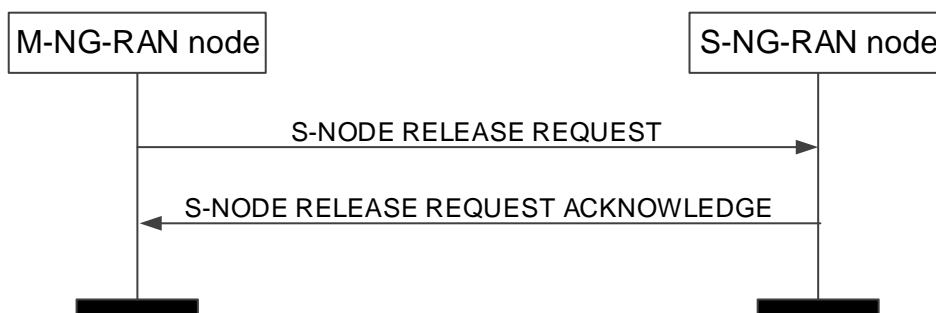 M-NG-RAN node
S-NG-RAN node
S-NODE RELEASE REQUEST
S-NODE RELEASE REQUEST ACKNOWLEDGE